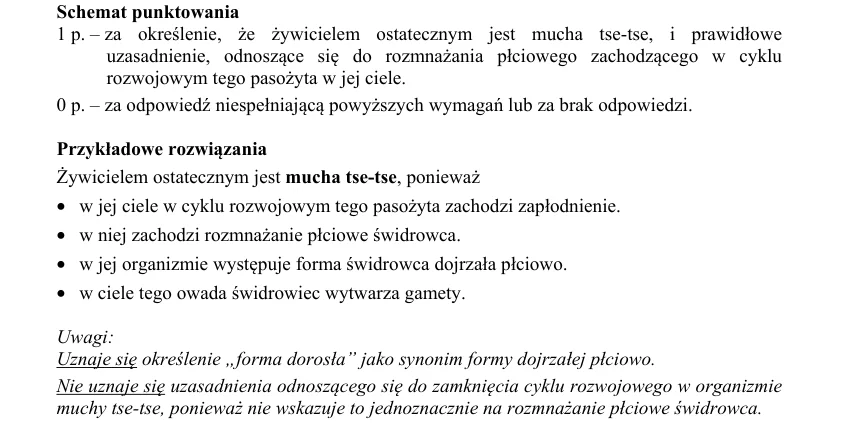 Schemat punktowania
1 p. – za określenie, że żywicielem ostatecznym jest mucha tse-tse, i prawidłowe
uzasadnienie, odnoszące się do rozmnażania płciowego zachodzącego w cyklu
rozwojowym tego pasożyta w jej ciele.
0 p. – za odpowiedź niespełniającą powyższych wymagań lub za brak odpowiedzi.
Przykładowe rozwiązania
Żywicielem ostatecznym jest mucha tse-tse, ponieważ
• w jej ciele w cyklu rozwojowym tego pasożyta zachodzi zapłodnienie.
• w niej zachodzi rozmnażanie płciowe świdrowca.
• w jej organizmie występuje forma świdrowca dojrzała płciowo.
• w ciele tego owada świdrowiec wytwarza gamety.
Uwagi:
Uznaje się określenie „forma dorosła” jako synonim formy dojrzałej płciowo.
Nie uznaje się uzasadnienia odnoszącego się do zamknięcia cyklu rozwojowego w organizmie
muchy tse-tse, ponieważ nie wskazuje to jednoznacznie na rozmnażanie płciowe świdrowca.